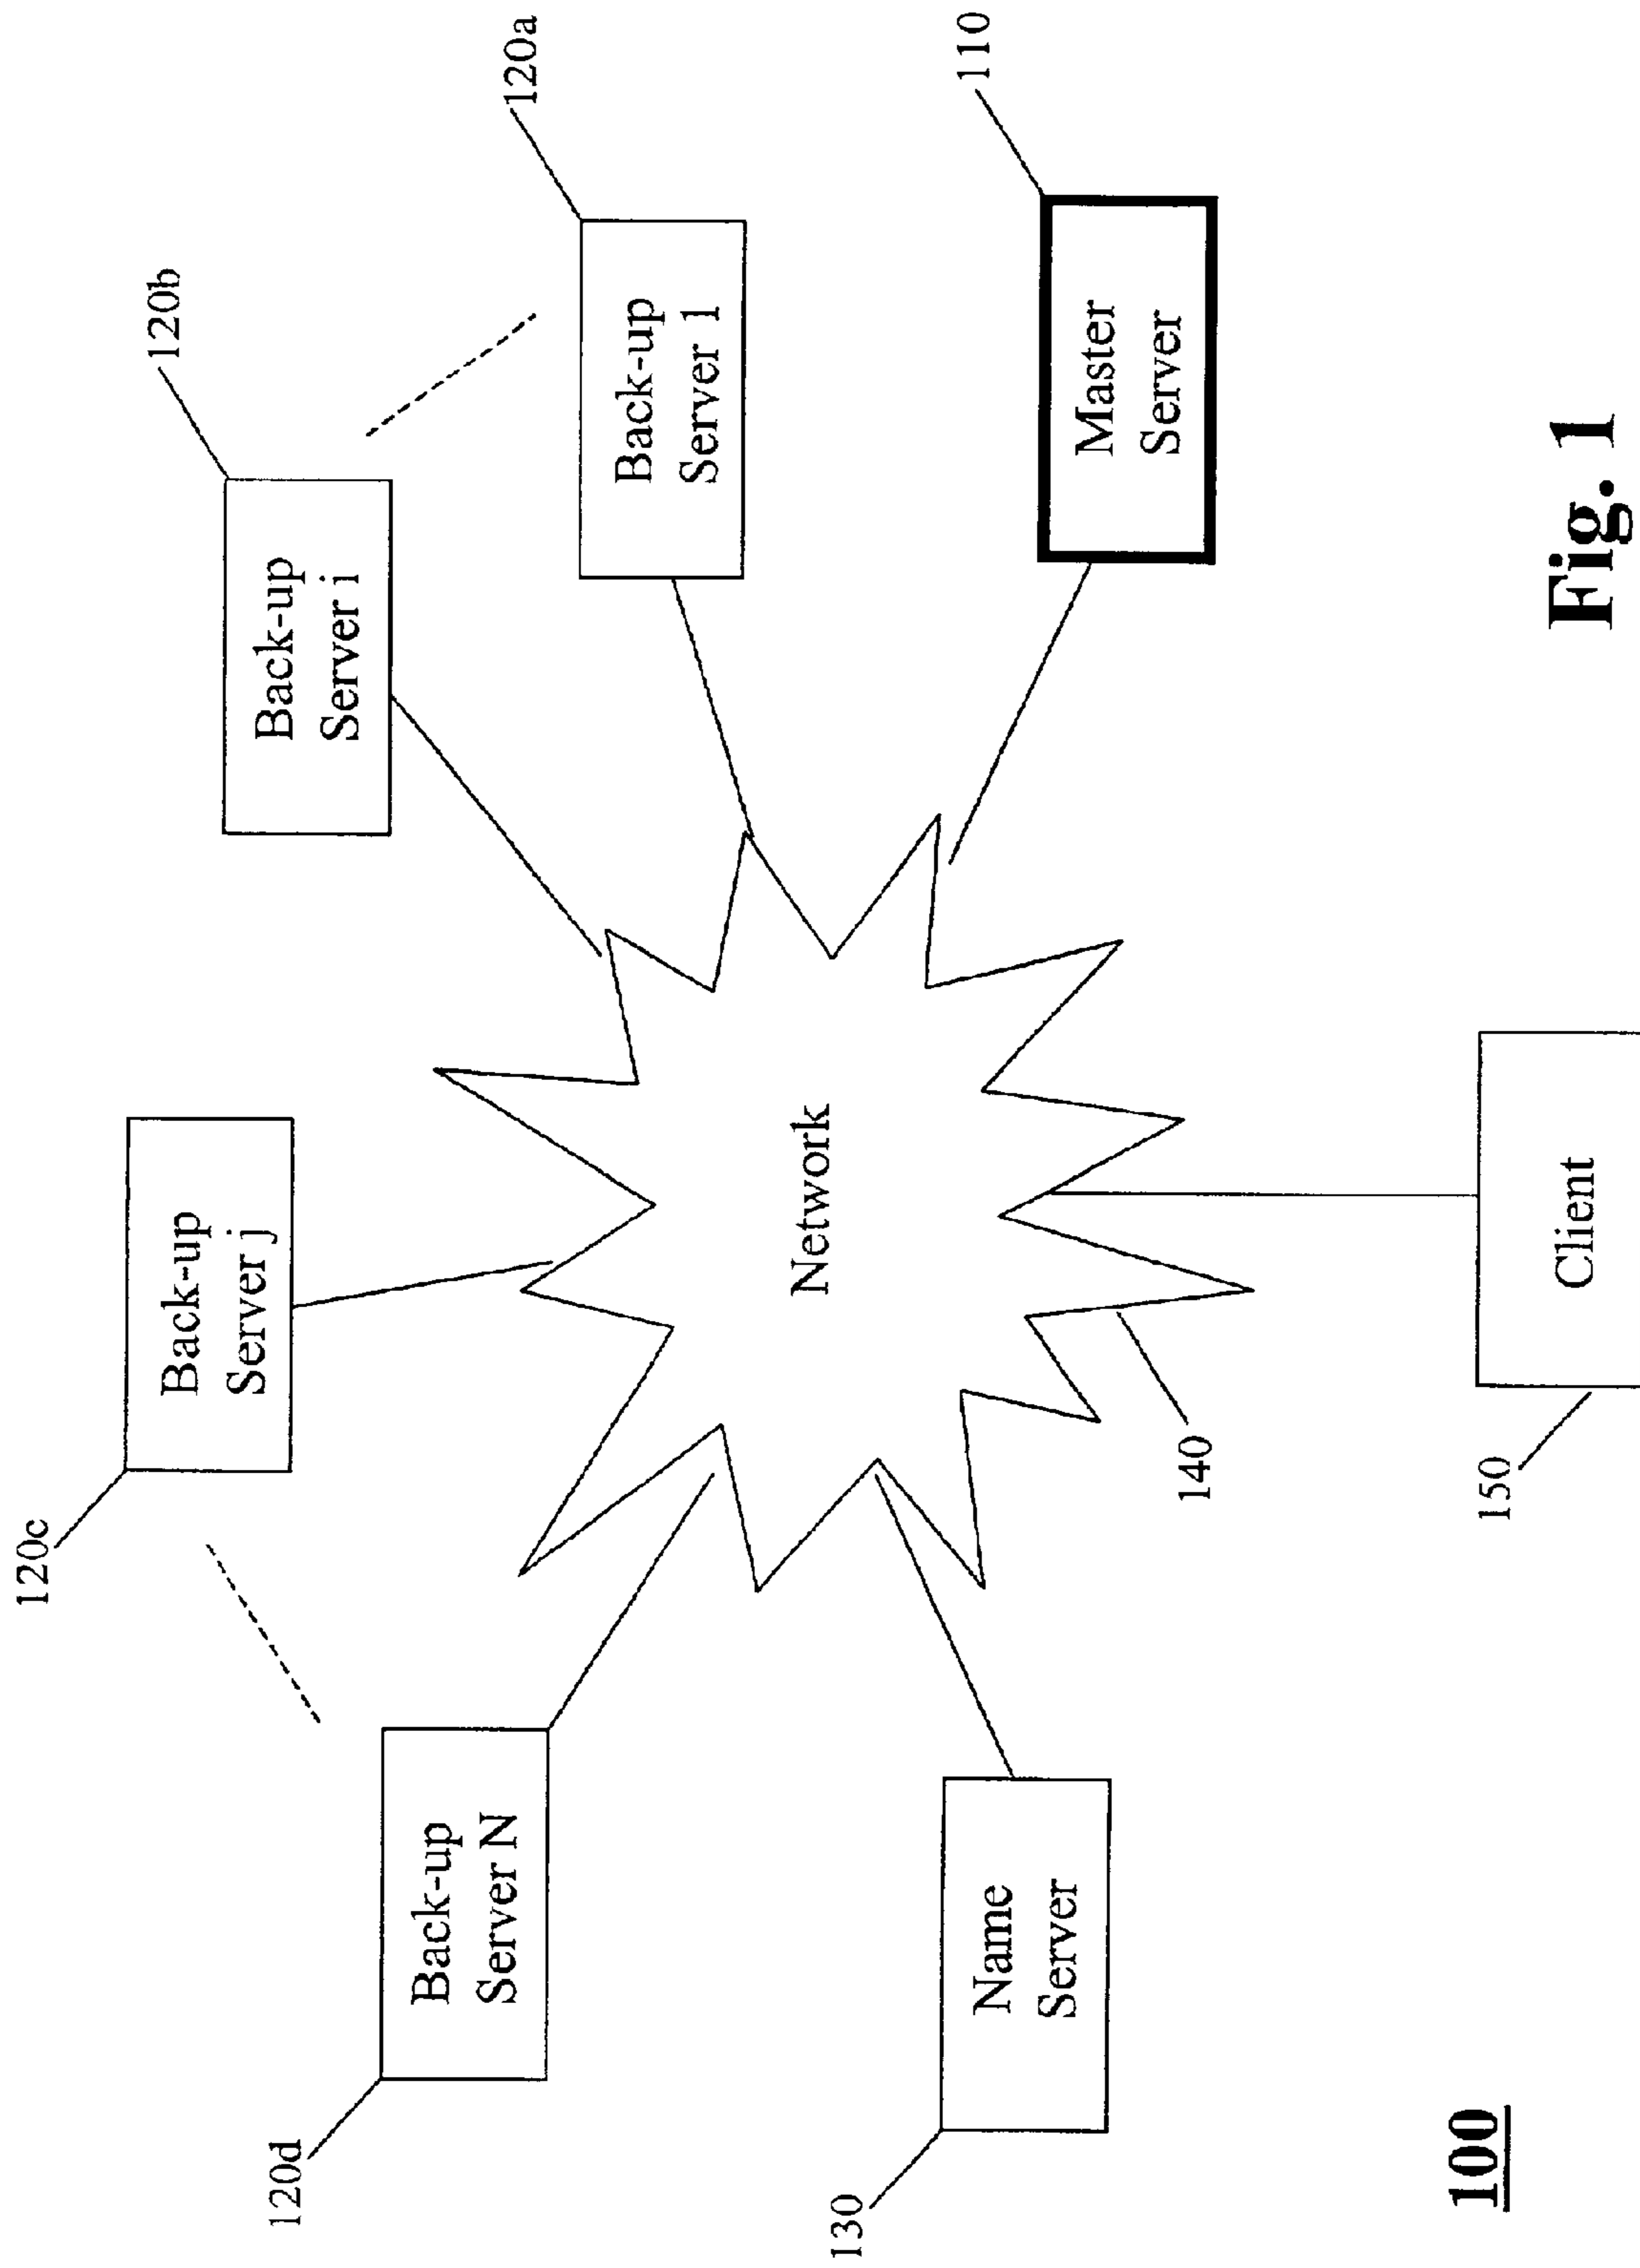 120c
Back-up
Server j
120b
Back-up
Server i
120d
Back-up
Server N
120a
Back-up
Server 1
Network
130
Name
Server
110
Master
Server
140
150
Client
100
Fig. 1